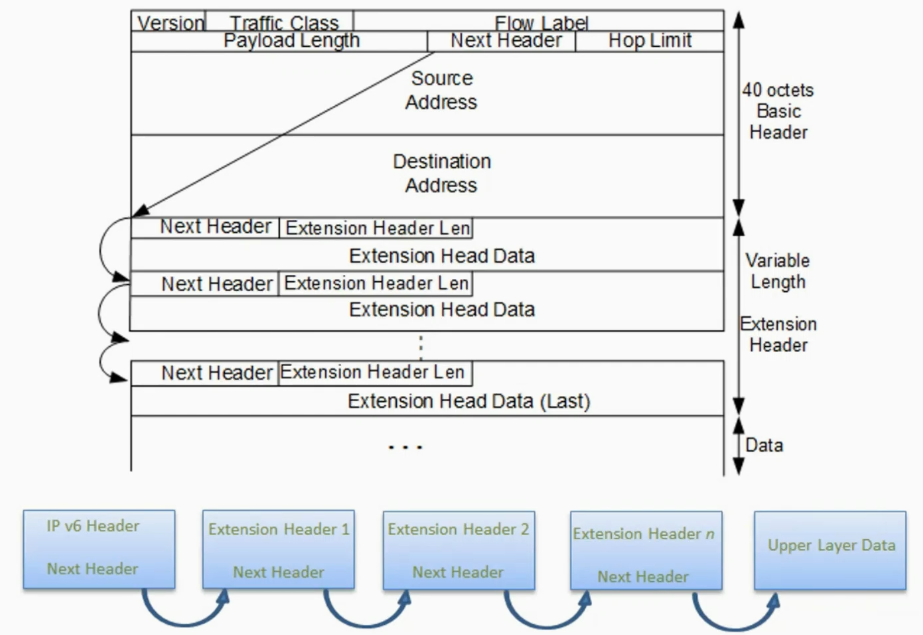 Version Traffic Class Flow Label
Payload Length Next Header Hop Limit
Source
Address
Destination
Address
40 octets
Basic
Header
Next Header Extension Header Len
Extension Head Data
Next Header Extension Header Len
Extension Head Data
Next Header Extension Header Len
Extension Head Data (Last)
. . .
Variable
Length
Extension
Header
Data
IP v6 Header
Next Header
Extension Header 1
Next Header
Extension Header 2
Next Header
Extension Header n
Next Header
Upper Layer Data